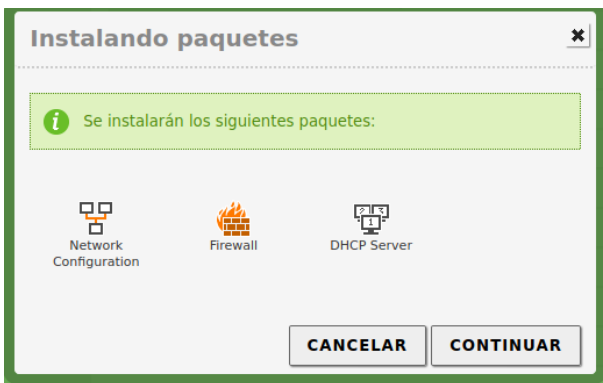 Instalando paquetes
Se instalarán los siguientes paquetes:
Network
Configuration
Firewall
DHCP Server
CANCELAR
CONTINUAR